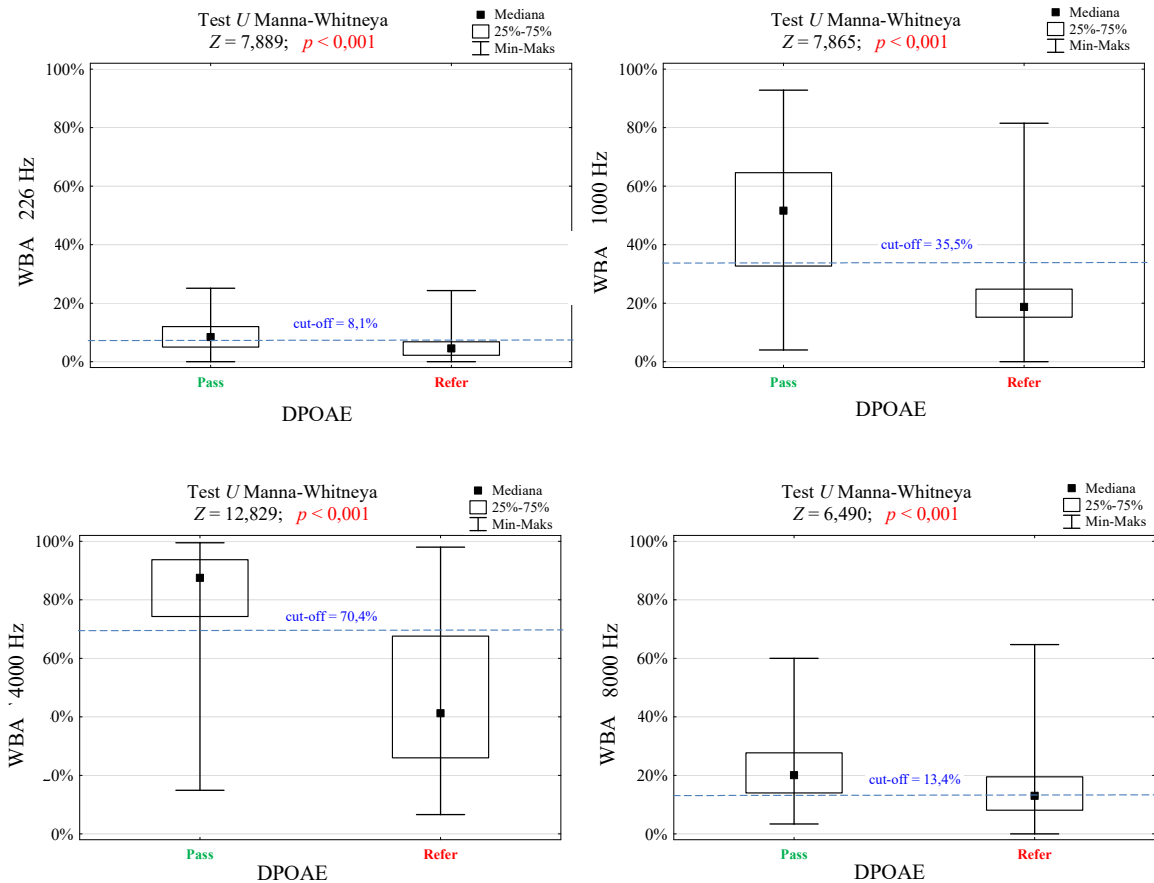 Test U Manna-Whitneya
Z = 7,889; p < 0,001
Mediana
25%-75%
Min-Maks
100%
80%
60%
40%
20%
0%
WBA 226 Hz
cut-off = 8,1%
Pass
Refer
DPOAE
Test U Manna-Whitneya
Z = 7,865; p < 0,001
Mediana
25%-75%
Min-Maks
100%
80%
60%
40%
20%
0%
WBA 1000 Hz
cut-off = 35,5%
Pass
Refer
DPOAE
Test U Manna-Whitneya
Z = 12,829; p < 0,001
Mediana
25%-75%
Min-Maks
100%
80%
60%
0%
0%
0%
WBA ` 4000 Hz
cut-off = 70,4%
Pass
Refer
DPOAE
Test U Manna-Whitneya
Z = 6,490; p < 0,001
Mediana
25%-75%
Min-Maks
100%
80%
60%
40%
20%
0%
WBA 8000 Hz
cut-off = 13,4%
Pass
Refer
DPOAE